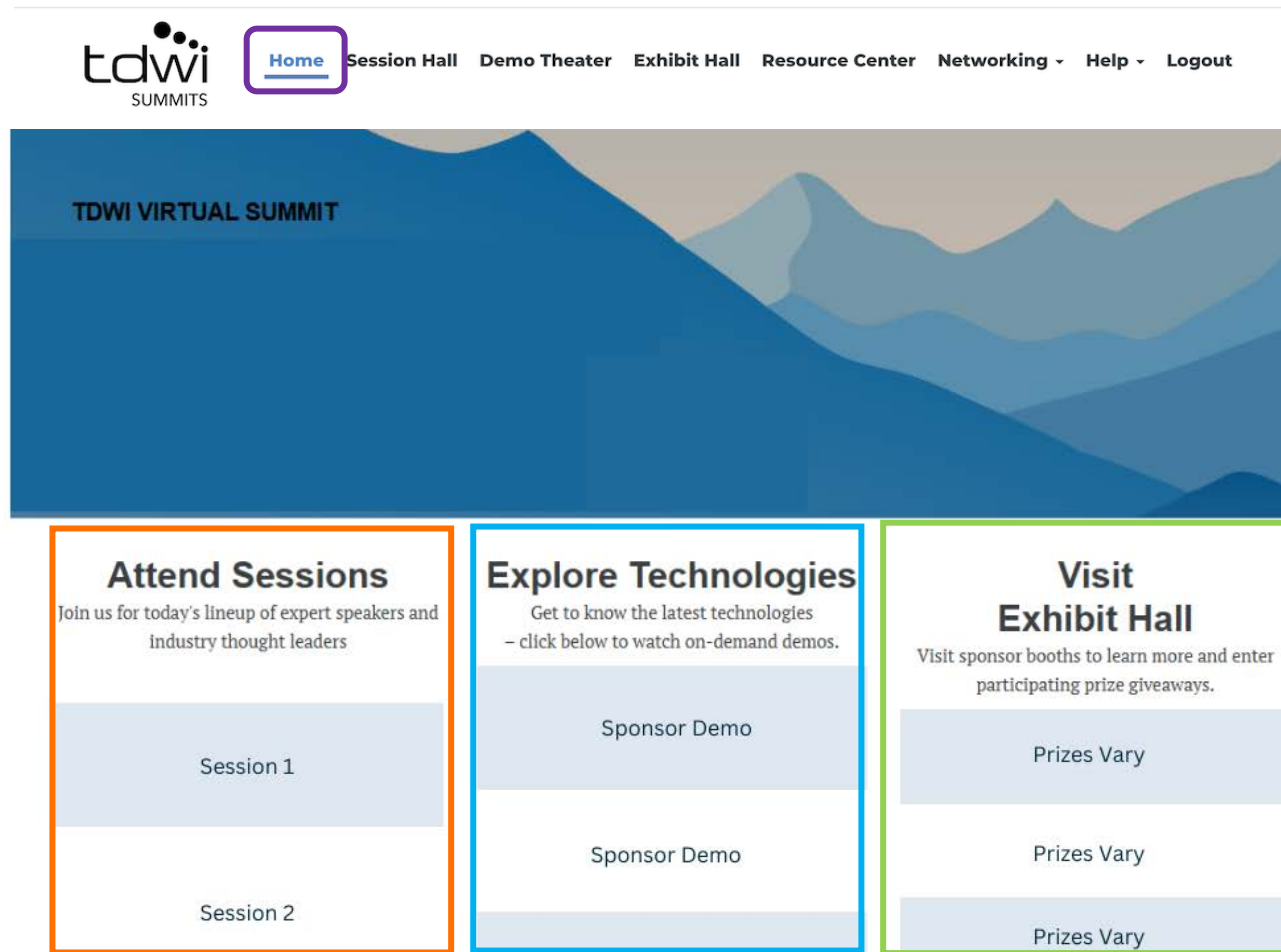 tdwi
SUMMITS
Home Session Hall Demo Theater Exhibit Hall Resource Center Networking Help Logout
TDWI VIRTUAL SUMMIT
Attend Sessions
Join us for today's lineup of expert speakers and
industry thought leaders
Session 1
Session 2
Explore Technologies
Get to know the latest technologies
– click below to watch on-demand demos.
Sponsor Demo
Sponsor Demo
Visit
Exhibit Hall
Visit sponsor booths to learn more and enter
participating prize giveaways.
Prizes Vary
Prizes Vary
Prizes Vary